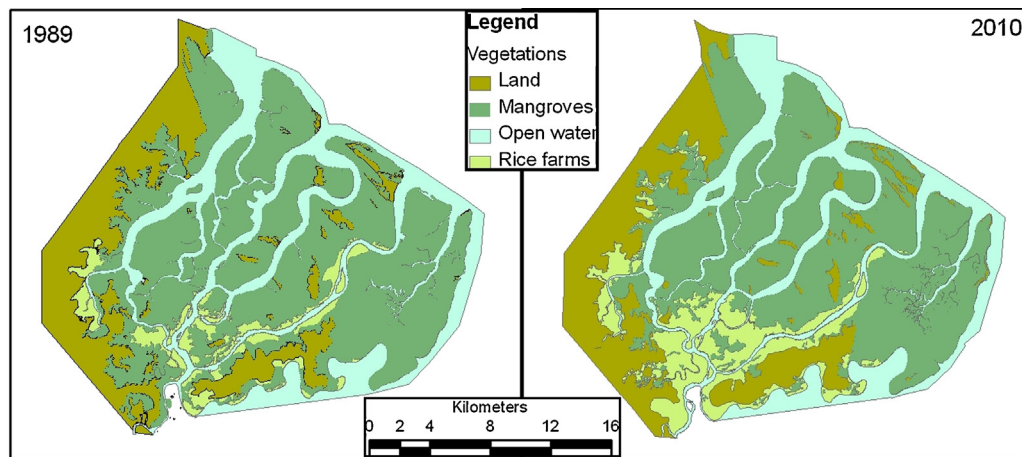 1989
Legend
2010
Vegetations
Land
Mangroves
Open water
Rice farms
Kilometers
0 2 4 8 12 16